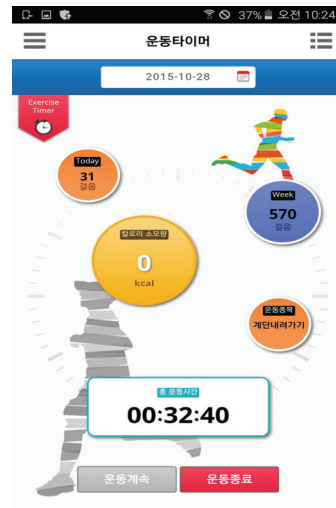 37% 오전 10:24
운동타이머
2015-10-28
Exercise
Timer
Today
31
걸음
Week
570
걸음
칼로리 소모량
0
kcal
운동종목
계단내려가기
총 운동시간
00:32:40
운동계속
운동종료